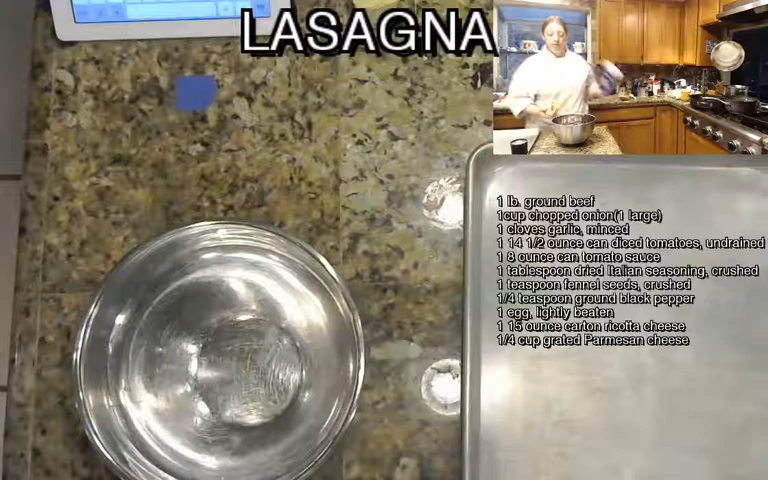 LASAGNA
1 lb. ground beef
1cup chopped onion(1 large)
1 cloves garlic, minced
1 14 1/2 ounce can diced tomatoes, undrained
1 8 ounce can tomato sauce
1 tablespoon dried Italian seasoning, crushed
1 teaspoon fennel seeds, crushed
1/4 teaspoon ground black pepper
1 egg, lightly beaten
1 15 ounce carton ricotta cheese
1/4 cup grated Parmesan cheese